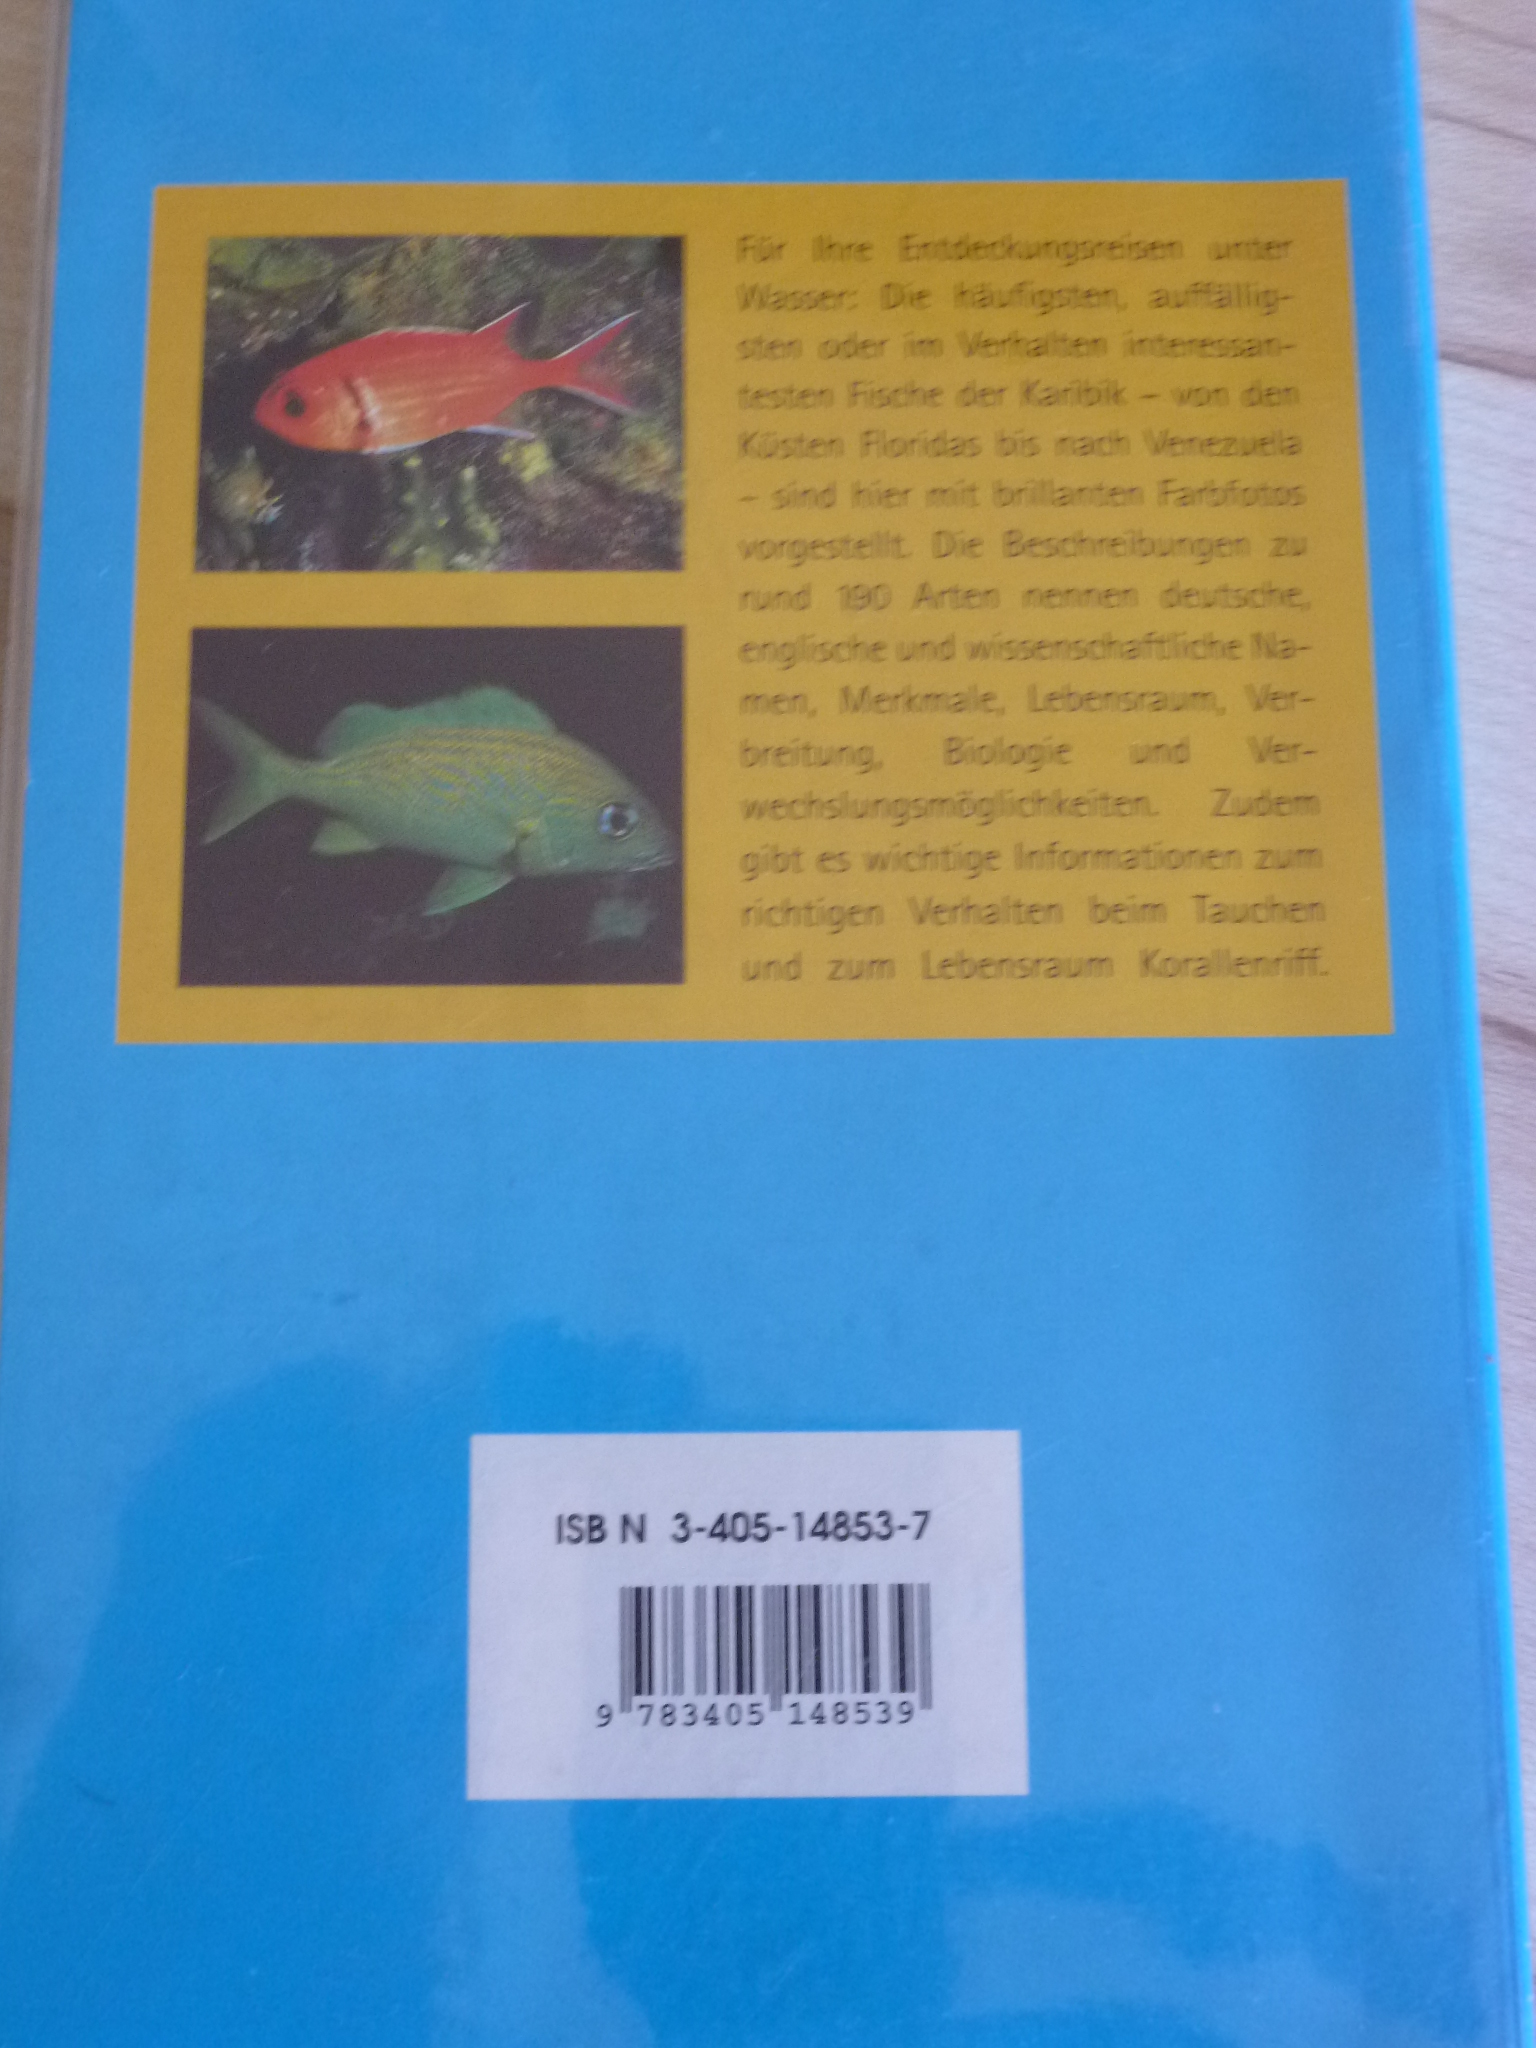 Für Ihre Entdeckungsreisen unter
Wasser: Die häufigsten, auffällig-
sten oder im Verhalten interessan-
testen Fische der Karibik – von den
Küsten Floridas bis nach Venezuela
– sind hier mit brillanten Farbfotos
vorgestellt. Die Beschreibungen zu
rund 190 Arten nennen deutsche,
englische und wissenschaftliche Na-
men, Merkmale, Lebensraum, Ver-
breitung, Biologie und Ver-
wechslungsmöglichkeiten. Zudem
gibt es wichtige Informationen zum
richtigen Verhalten beim Tauchen
und zum Lebensraum Korallenriff.
ISBN 3-405-14853-7
9 783405 148539